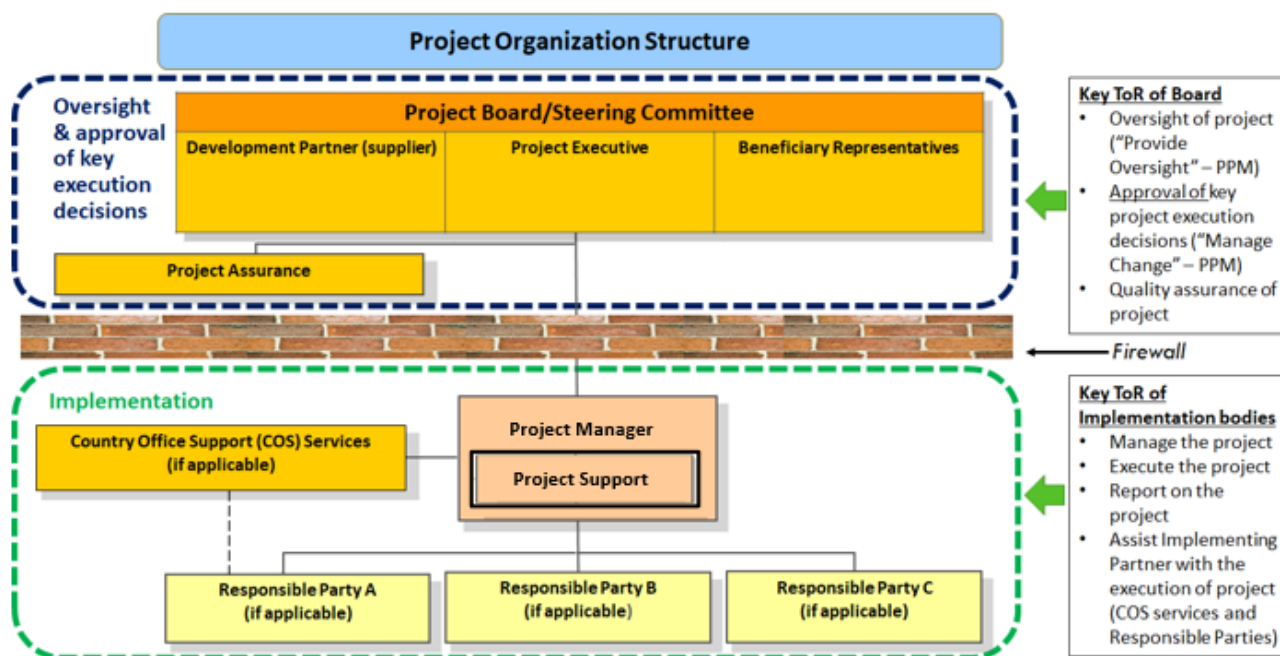 Project Organization Structure
Oversight
& approval
of key
execution
decisions
Project Board/Steering Committee
Development Partner (supplier)
Project Executive
Beneficiary Representatives
Project Assurance
Key ToR of Board
• Oversight of project
("Provide
Oversight" – PPM)
• Approval of key
project execution
decisions ("Manage
Change" – PPM)
• Quality assurance of
project
Firewall
Implementation
Country Office Support (COS) Services
(if applicable)
Project Manager
Project Support
Responsible Party A
(if applicable)
Responsible Party B
(if applicable)
Responsible Party C
(if applicable)
Key ToR of
Implementation bodies
• Manage the project
• Execute the project
• Report on the
project
• Assist Implementing
Partner with the
execution of project
(COS services and
Responsible Parties)